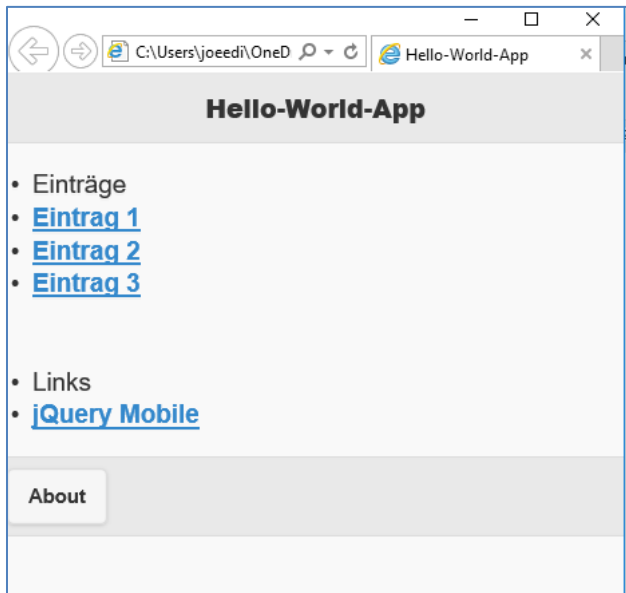 C:\Users\joeedi\OneD
Hello-World-App
Hello-World-App
• Einträge
• Eintrag 1
• Eintrag 2
• Eintrag 3
• Links
• jQuery Mobile
About